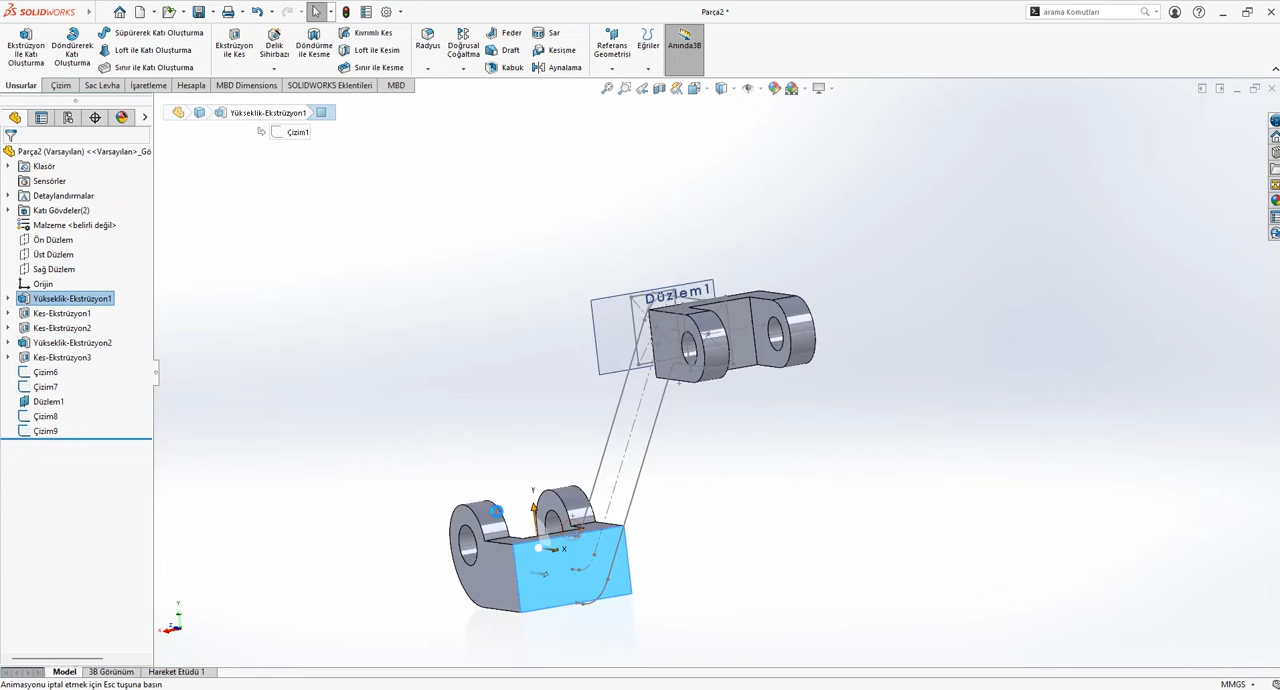 SOLIDWORKS
Parça2 *
arama Komutları
Ekstrüzyon İle Katı Oluşturma
Döndürerek Katı Oluşturma
Süpürerek Katı Oluşturma
Loft ile Katı Oluşturma
Sınır ile Katı Oluşturma
Ekstrüzyon ile Kes
Delik Sihirbazı
Döndürme ile Kesme
Kıvrımlı Kes
Loft ile Kesim
Sınır ile Kesme
Radyus
Doğrusal Çoğaltma
Feder
Draft
Kabuk
Sar
Kesişme
Aynalama
Referans Geometrisi
Eğriler
Anında3B
Unsurlar
Çizim
Sac Levha
İşaretleme
Hesapla
MBD Dimensions
SOLIDWORKS Eklentileri
MBD
Yükseklik-Ekstrüzyon1
Çizim1
Parça2 (Varsayılan) <<Varsayılan>_Gö
Klasör
Sensörler
Detaylandırmalar
Katı Gövdeler(2)
Malzeme <belirli değil>
Ön Düzlem
Üst Düzlem
Sağ Düzlem
Orijin
Yükseklik-Ekstrüzyon1
Kes-Ekstrüzyon1
Kes-Ekstrüzyon2
Yükseklik-Ekstrüzyon2
Kes-Ekstrüzyon3
Çizim6
Çizim7
Düzlem1
Çizim8
Çizim9
Düzlem1
Y
X
Y
Z
X
Model
3B Görünüm
Hareket Etüdü 1
Animasyonu iptal etmek için Esc tuşuna basın
MMGS